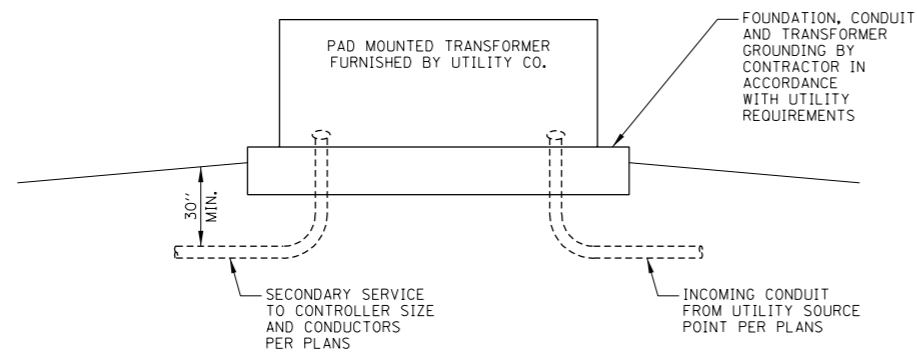 PAD MOUNTED TRANSFORMER
FURNISHED BY UTILITY CO.
FOUNDATION, CONDUIT
AND TRANSFORMER
GROUNDING BY
CONTRACTOR IN
ACCORDANCE
WITH UTILITY
REQUIREMENTS
30"
MIN.
SECONDARY SERVICE
TO CONTROLLER SIZE
AND CONDUCTORS
PER PLANS
INCOMING CONDUIT
FROM UTILITY SOURCE
POINT PER PLANS